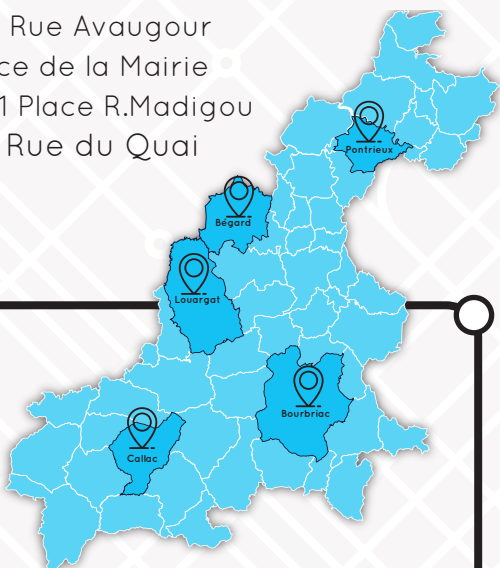 Rue Avaugour
ce de la Mairie
1 Place R.Madigou
Rue du Quai
Pontrieux
Bégard
Louargat
Bourbriac
Callac